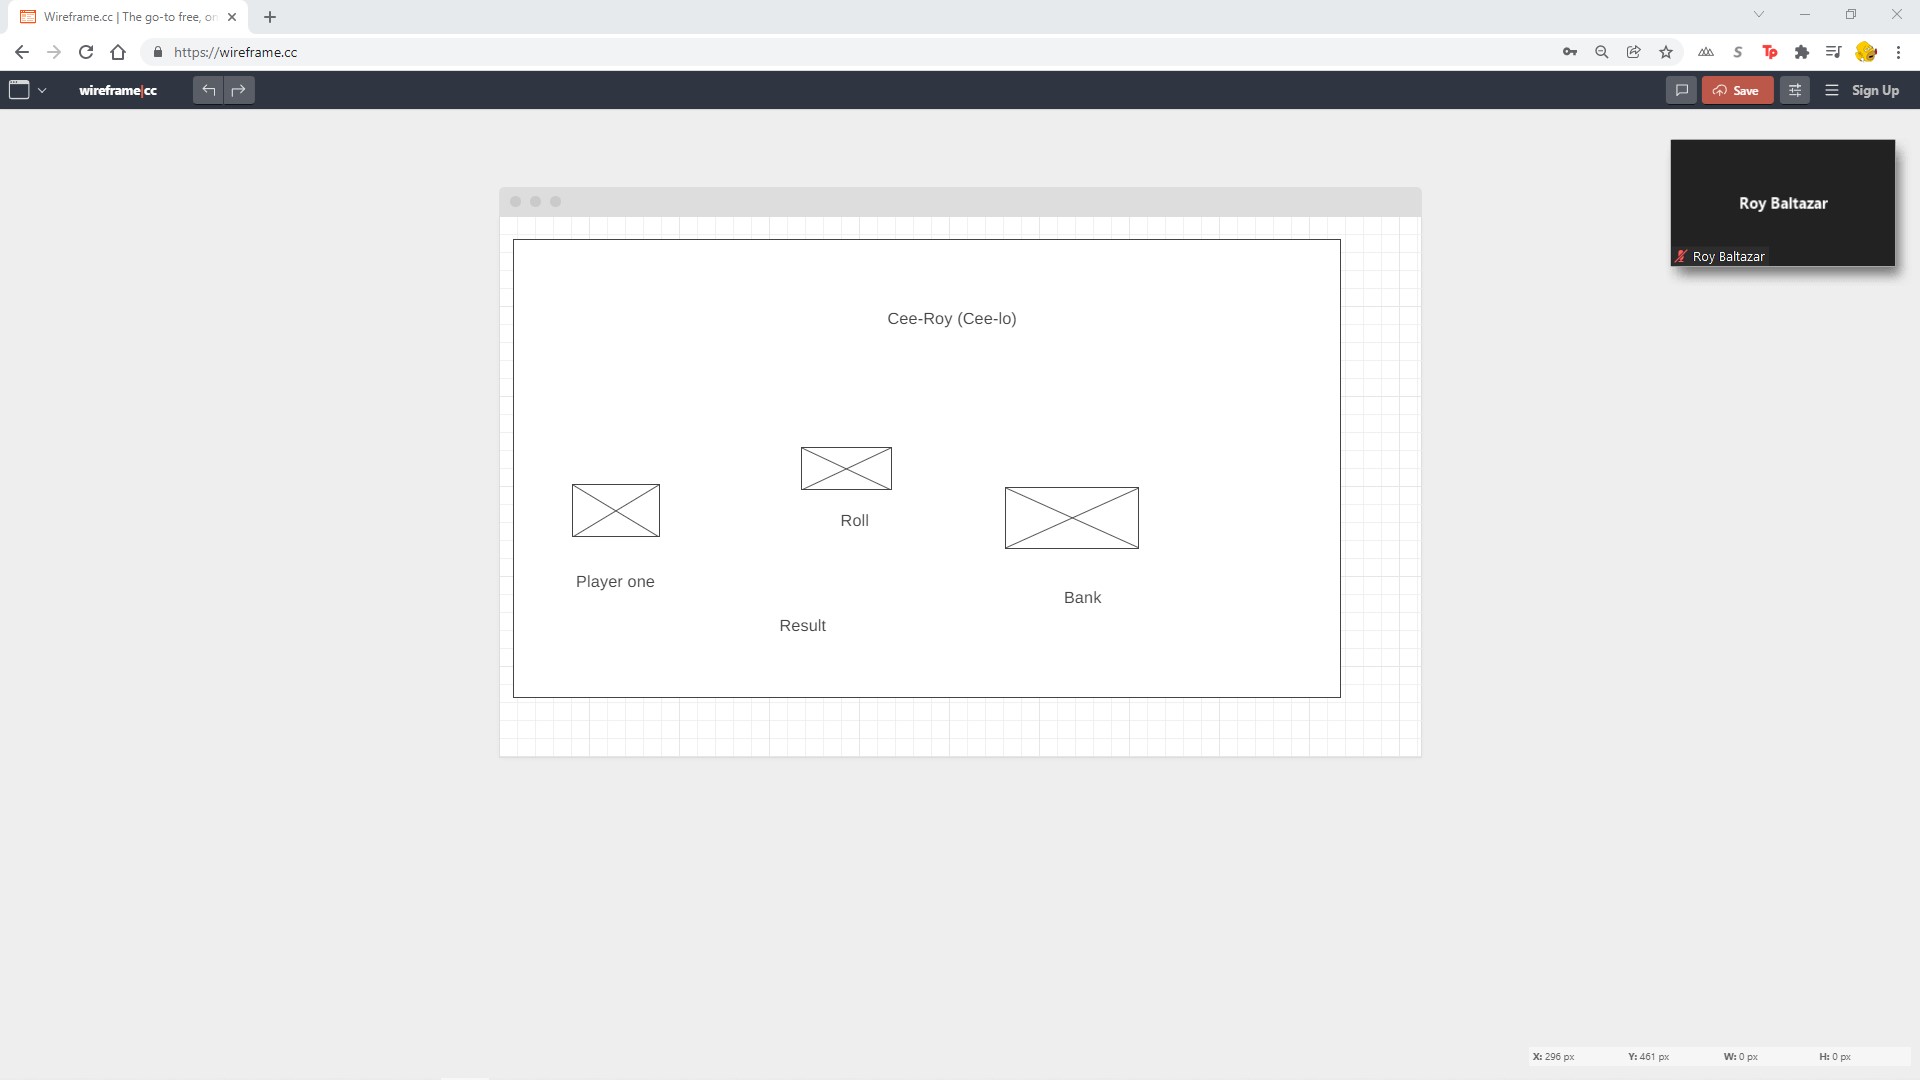 Wireframe.cc | The go-to free, on
https://wireframe.cc
wireframe|cc
Save
Sign Up
Roy Baltazar
Roy Baltazar
Cee-Roy (Cee-lo)
Roll
Player one
Bank
Result
X: 296 px Y: 461 px W: 0 px H: 0 px